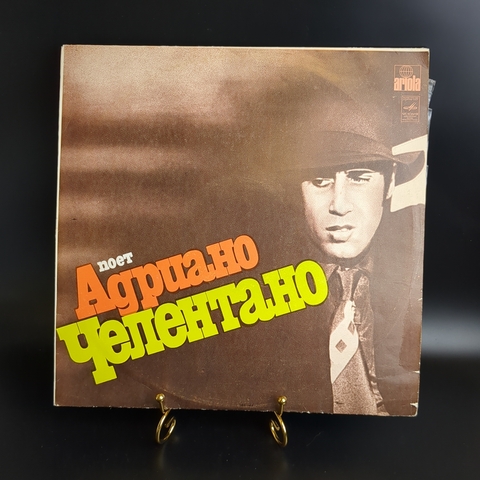 ariola
поет
Адриано
Челентано